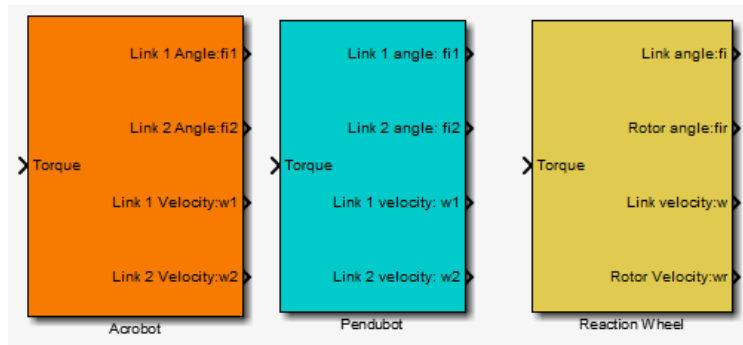 Link 1 Angle:fi1
Link 2 Angle:fi2
Torque
Link 1 Velocity:w1
Link 2 Velocity:w2
Acrobot
Link 1 angle: fi1
Link 2 angle: fi2
Torque
Link 1 velocity: w1
Link 2 velocity: w2
Pendubot
Link angle:fi
Rotor angle:fir
Torque
Link velocity:w
Rotor Velocity:wr
Reaction Wheel